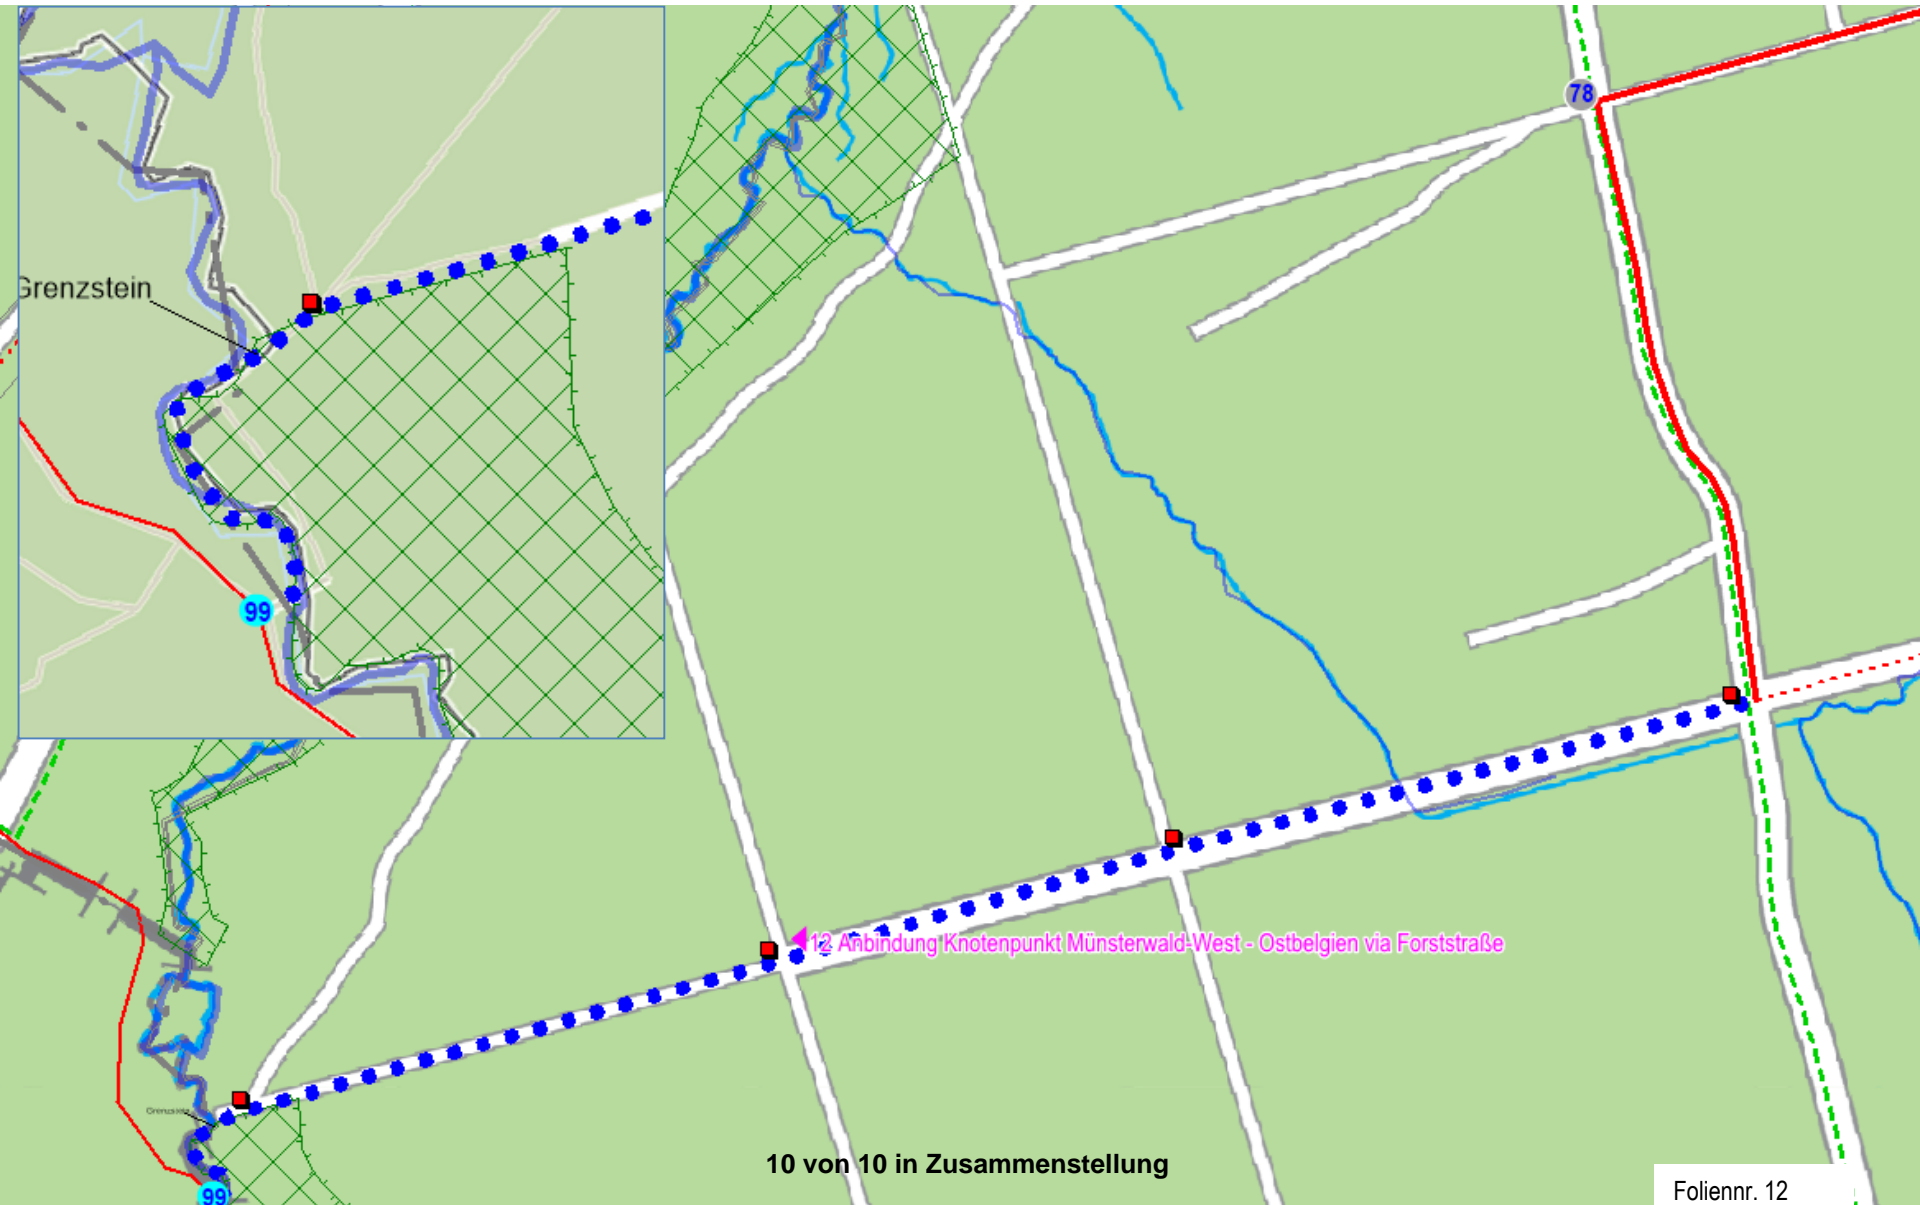 78
Grenzstein
99
12 Anbindung Knotenpunkt Münsterwald-West - Ostbelgien via Forststraße
Grenzstein
10 von 10 in Zusammenstellung
Foliennr. 12
99